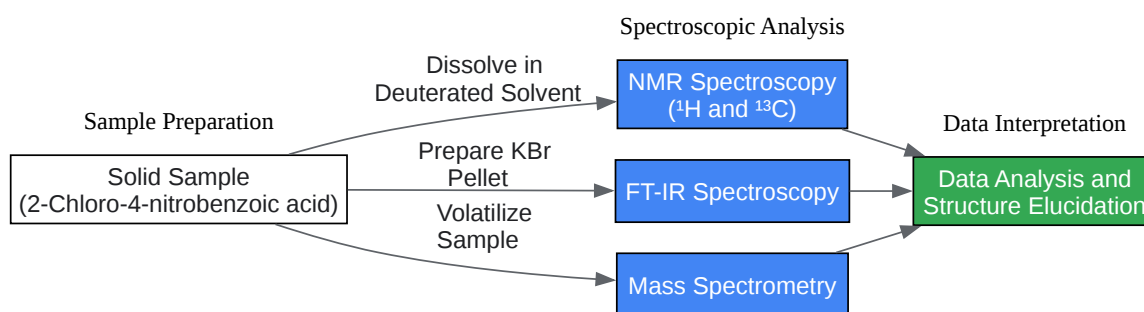 Spectroscopic Analysis
Sample Preparation
Data Interpretation
Dissolve in
Deuterated Solvent
NMR Spectroscopy
(¹H and ¹³C)
Solid Sample
(2-Chloro-4-nitrobenzoic acid)
Prepare KBr
Pellet
FT-IR Spectroscopy
Data Analysis and
Structure Elucidation
Volatilize
Sample
Mass Spectrometry